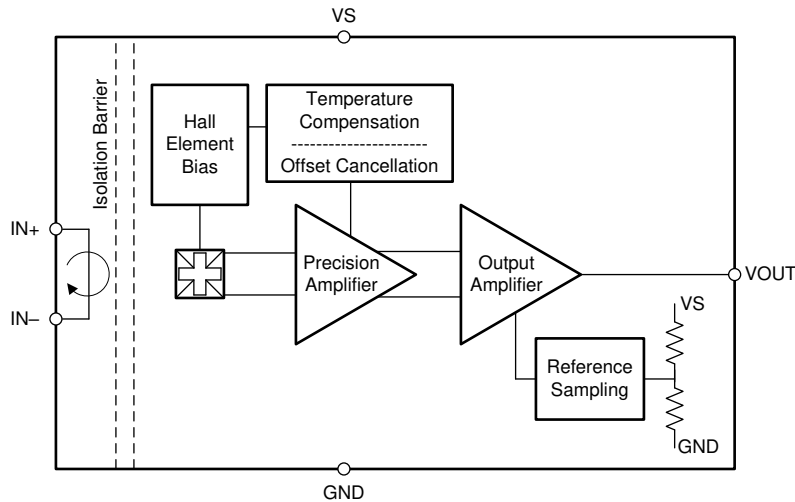 VS
Isolation Barrier
Hall
Element
Bias
Temperature
Compensation
Offset Cancellation
IN+
IN–
Precision
Amplifier
Output
Amplifier
VOUT
VS
Reference
Sampling
GND
GND